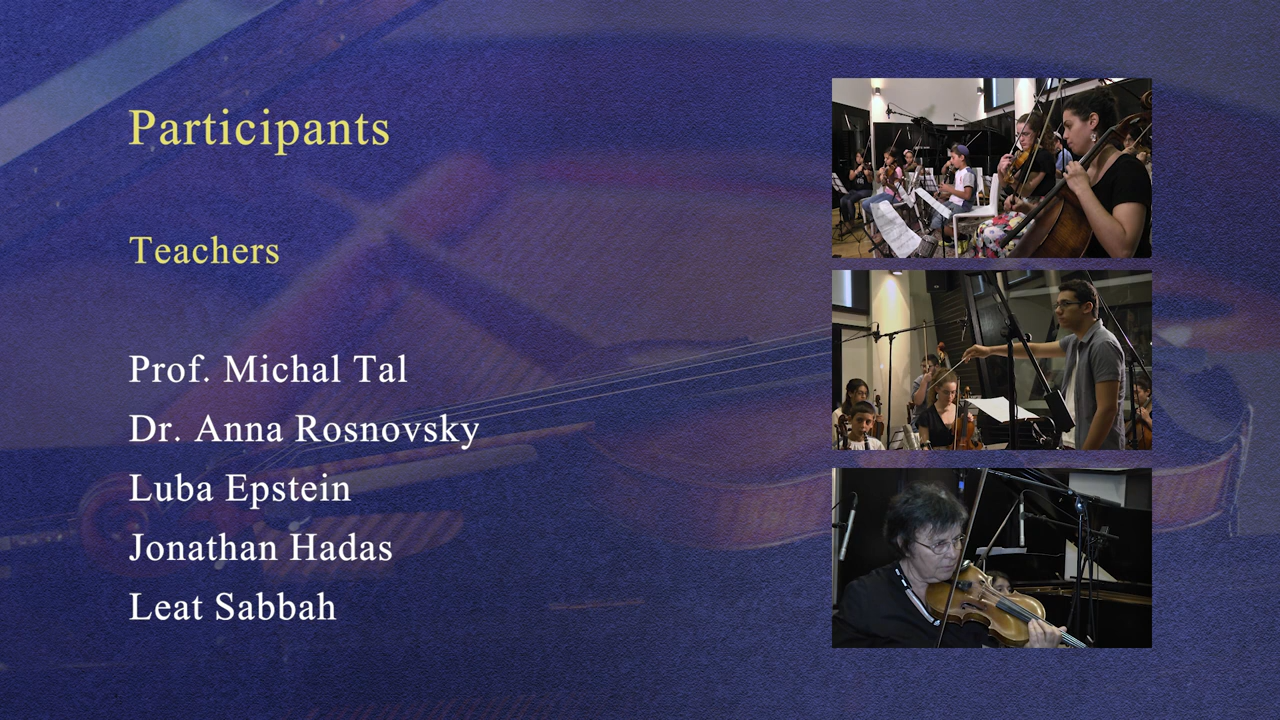 Participants
Teachers
Prof. Michal Tal
Dr. Anna Rosnovsky
Luba Epstein
Jonathan Hadas
Leat Sabbah